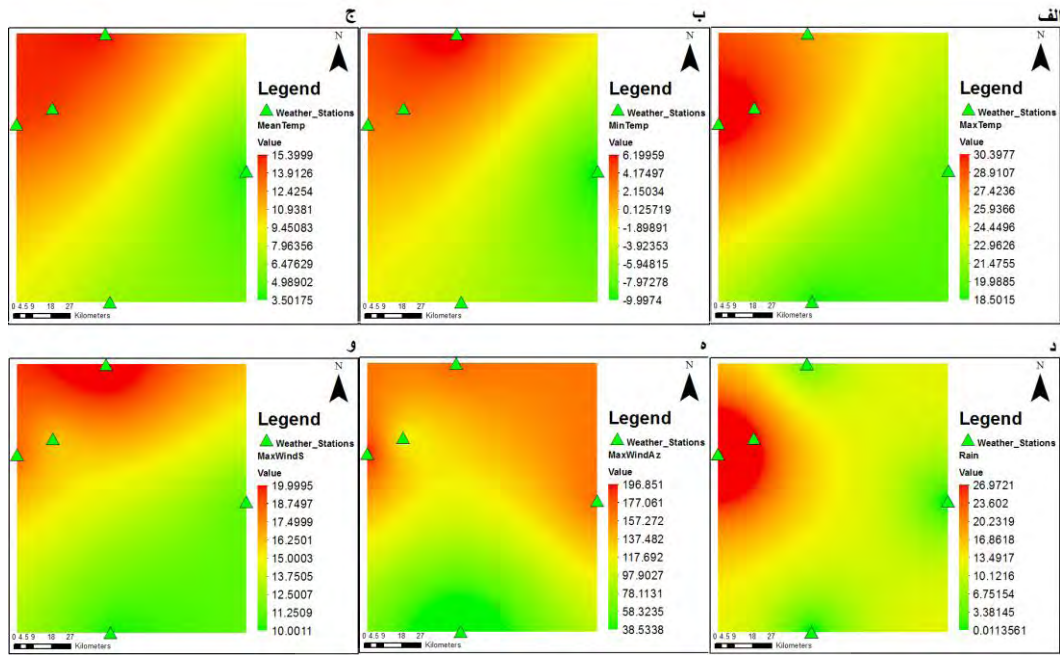 الف
N
Legend
Weather_Stations
MaxTemp
Value
30.3977
28.9107
27.4236
25.9366
24.4496
22.9626
21.4755
19.9885
18.5015
0 4.5 9 18 27
Kilometers
ب
N
Legend
Weather_Stations
MinTemp
Value
6.19959
4.17497
2.15034
0.125719
-1.89891
-3.92353
-5.94815
-7.97278
-9.9974
0 4.5 9 18 27
Kilometers
ج
N
Legend
Weather_Stations
MeanTemp
Value
15.3999
13.9126
12.4254
10.9381
9.45083
7.96356
6.47629
4.98902
3.50175
0 4.5 9 18 27
Kilometers
د
N
Legend
Weather_Stations
Rain
Value
26.9721
23.602
20.2319
16.8618
13.4917
10.1216
6.75154
3.38145
0.0113561
0 4.5 9 18 27
Kilometers
ه
N
Legend
Weather_Stations
MaxWindAz
Value
196.851
177.061
157.272
137.482
117.692
97.9027
78.1131
58.3235
38.5338
0 4.5 9 18 27
Kilometers
و
N
Legend
Weather_Stations
MaxWindS
Value
19.9995
18.7497
17.4999
16.2501
15.0003
13.7505
12.5007
11.2509
10.0011
0 4.5 9 18 27
Kilometers